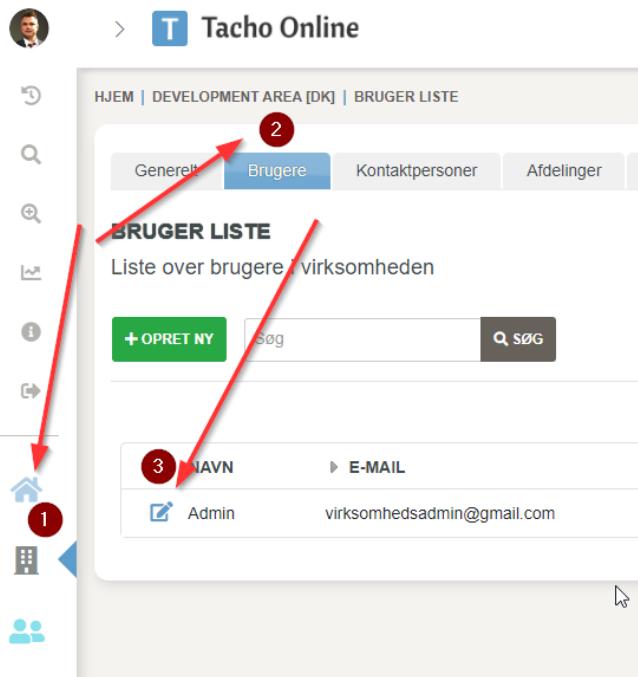 T Tacho Online
HJEM | DEVELOPMENT AREA [DK] | BRUGER LISTE
2
Generelt Brugere Kontaktpersoner Afdelinger
BRUGER LISTE
Liste over brugere i virksomheden
+ OPRET NY Søg SØG
3 NAVN E-MAIL
Admin virksomhedsadmin@gmail.com
1